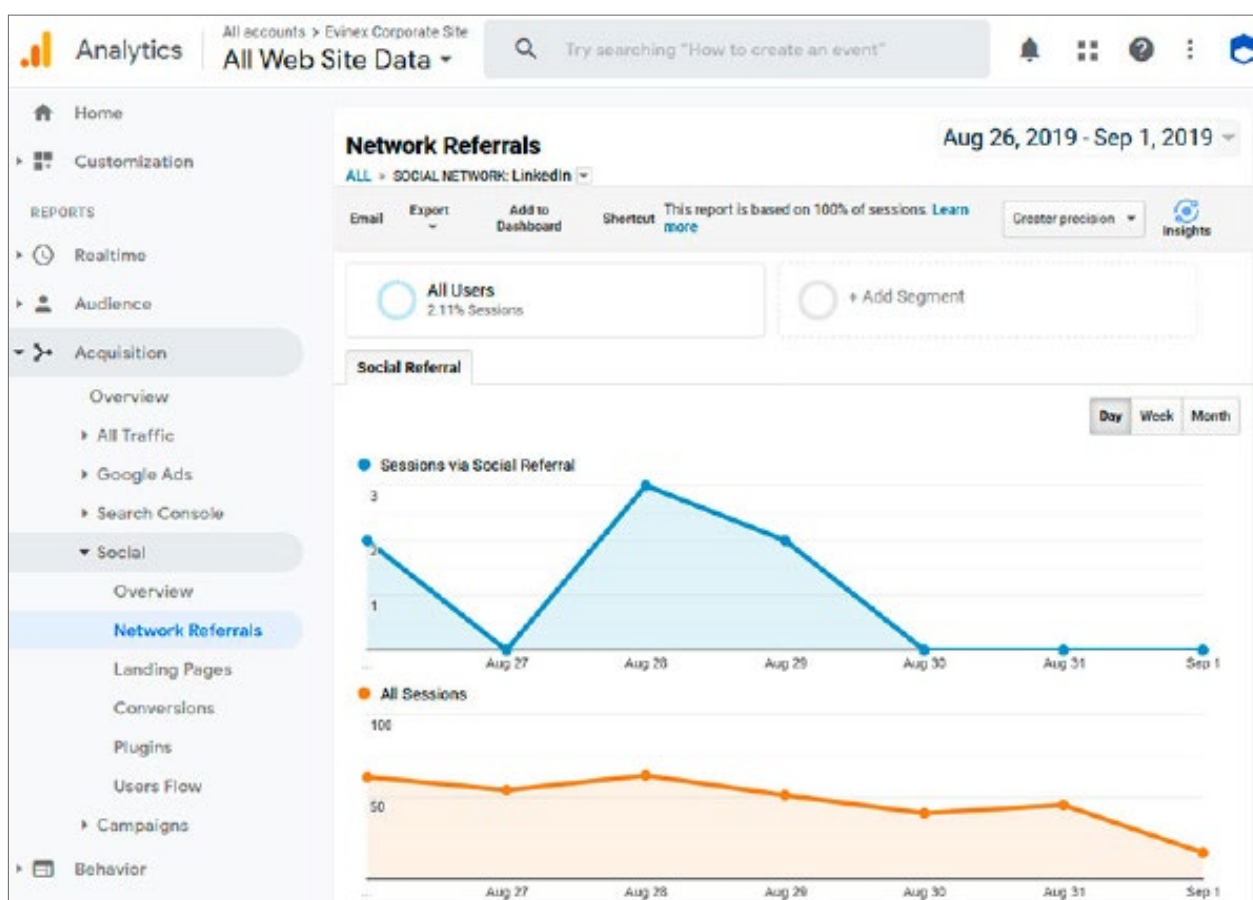 Analytics
All accounts > Evinex Corporate Site
All Web Site Data
Try searching "How to create an event"
Home
Customization
REPORTS
Realtime
Audience
Acquisition
Overview
All Traffic
Google Ads
Search Console
Social
Overview
Network Referrals
Landing Pages
Conversions
Plugins
Users Flow
Campaigns
Behavior
Network Referrals
Aug 26, 2019 - Sep 1, 2019
ALL » SOCIAL NETWORK: LinkedIn
Email
Export
Add to
Dashboard
Shortcut
This report is based on 100% of sessions. Learn
more
Greater precision
Insights
All Users
2.11% Sessions
+ Add Segment
Social Referral
Day Week Month
Sessions via Social Referral
3
2
1
... Aug 27 Aug 28 Aug 29 Aug 30 Aug 31 Sep 1
All Sessions
100
50
... Aug 27 Aug 28 Aug 29 Aug 30 Aug 31 Sep 1